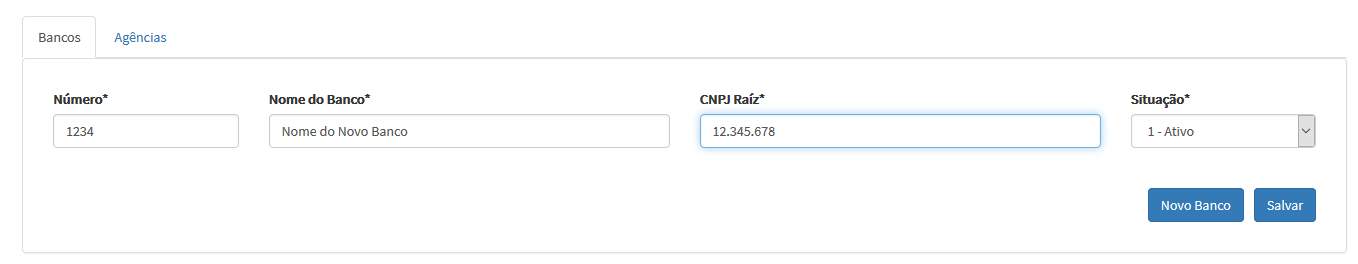 Bancos Agências
Número* Nome do Banco* CNPJ Raíz* Situação*
1234 Nome do Novo Banco 12.345.678 1 - Ativo
Novo Banco Salvar